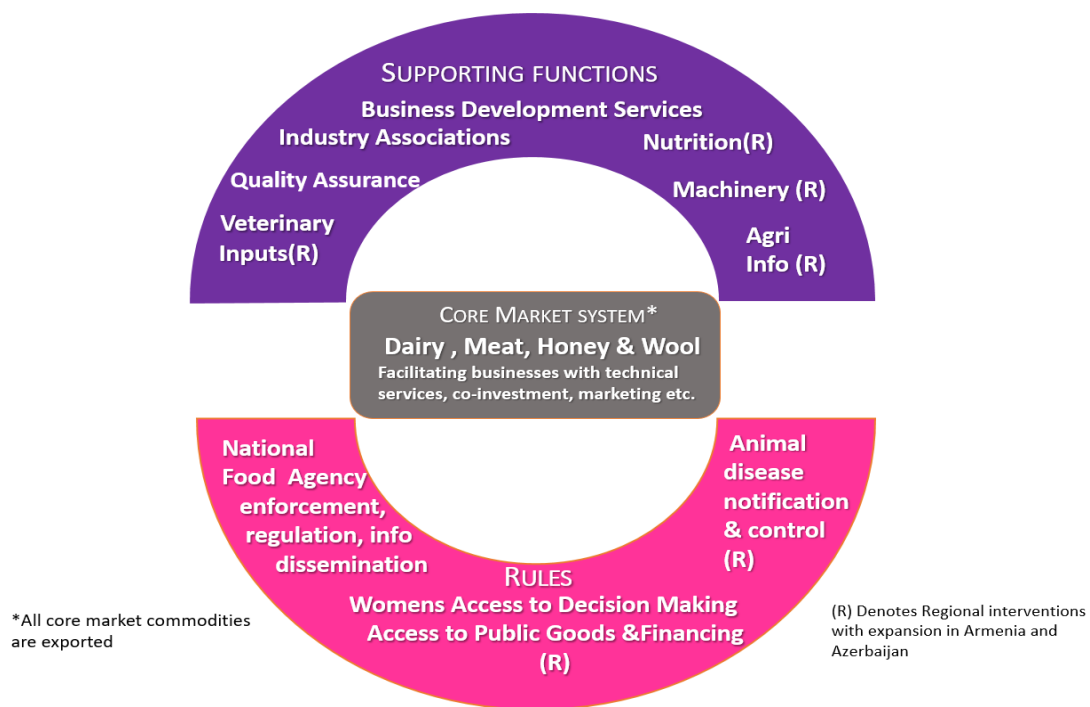 SUPPORTING FUNCTIONS
Business Development Services
Industry Associations
Nutrition(R)
Quality Assurance
Machinery (R)
Veterinary
Inputs(R)
Agri
Info (R)
CORE MARKET SYSTEM*
Dairy , Meat, Honey & Wool
Facilitating businesses with technical
services, co-investment, marketing etc.
National
Food Agency
enforcement,
regulation, info
dissemination
Animal
disease
notification
& control
(R)
RULES
Womens Access to Decision Making
Access to Public Goods &Financing
(R)
*All core market commodities
are exported
(R) Denotes Regional interventions
with expansion in Armenia and
Azerbaijan